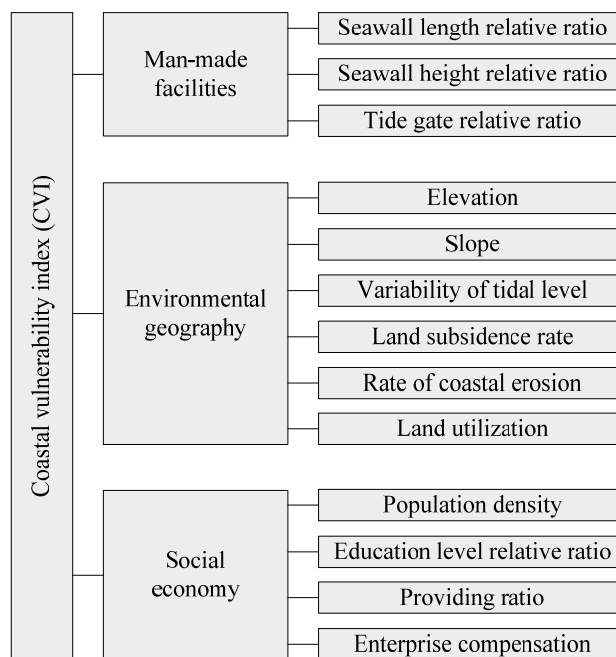 Coastal vulnerability index (CVI)
Man-made
facilities
Seawall length relative ratio
Seawall height relative ratio
Tide gate relative ratio
Environmental
geography
Elevation
Slope
Variability of tidal level
Land subsidence rate
Rate of coastal erosion
Land utilization
Social
economy
Population density
Education level relative ratio
Providing ratio
Enterprise compensation